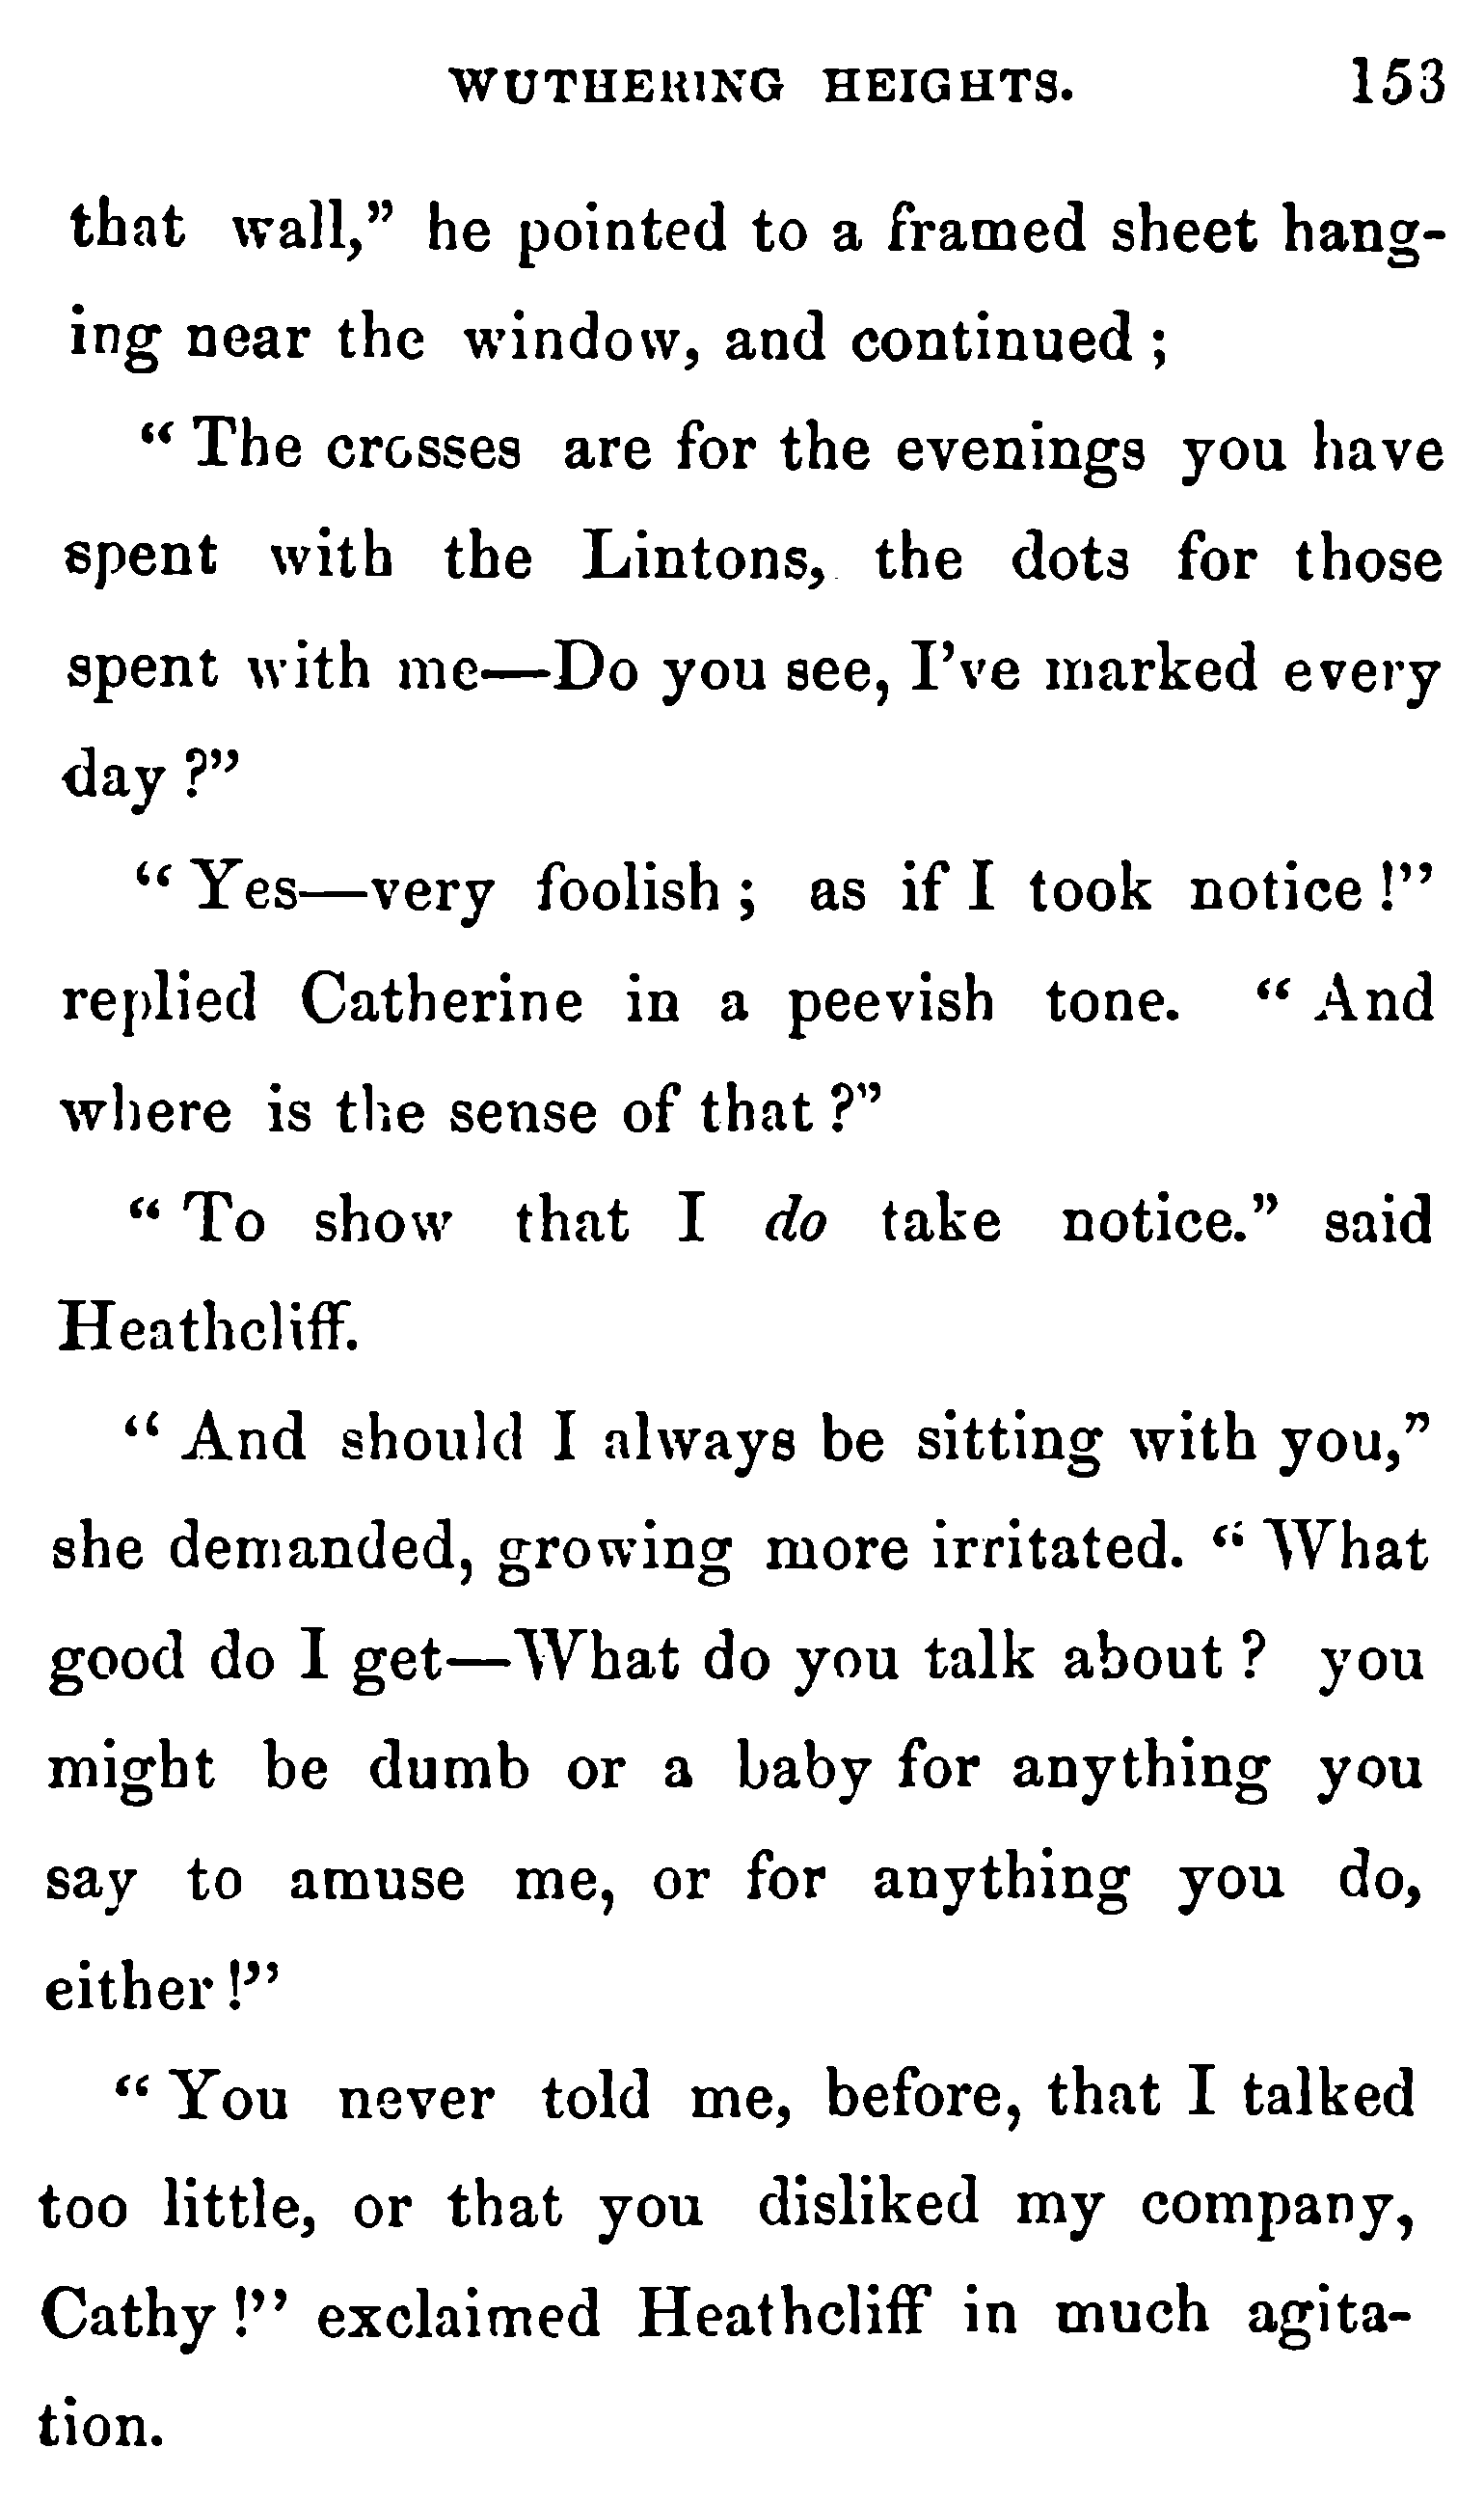 WUTHERING HEIGHTS. 153
that wall,” he pointed to a framed sheet hang-
ing near the window, and continued ;
“ The crosses are for the evenings you have
spent with the Lintons, the dots for those
spent with me—Do you see, I’ve marked every
day ?”
“ Yes—very foolish ; as if I took notice !”
replied Catherine in a peevish tone. “ And
where is the sense of that ?”
“ To show that I do take notice.” said
Heathcliff.
“ And should I always be sitting with you,”
she demanded, growing more irritated. “ What
good do I get—What do you talk about ? you
might be dumb or a baby for anything you
say to amuse me, or for anything you do,
either !”
“ You never told me, before, that I talked
too little, or that you disliked my company,
Cathy !” exclaimed Heathcliff in much agita-
tion.